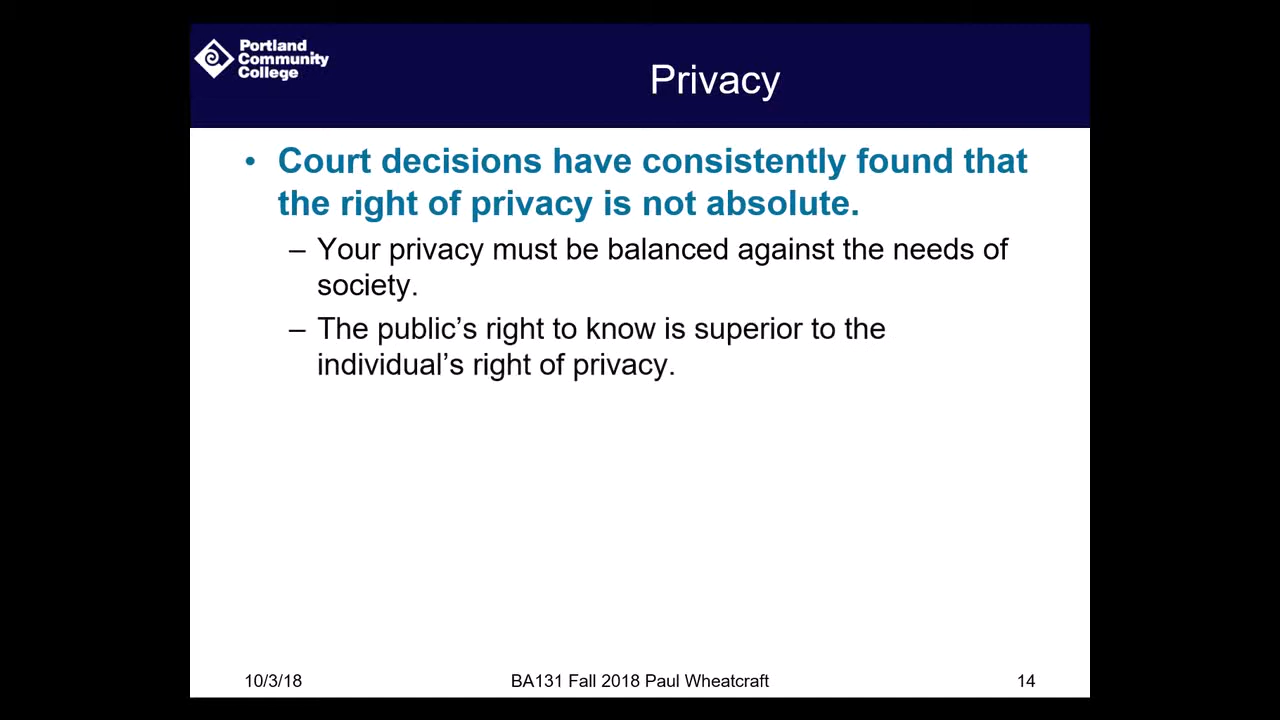 Portland
Community
College
Privacy
• Court decisions have consistently found that
the right of privacy is not absolute.
– Your privacy must be balanced against the needs of
society.
– The public’s right to know is superior to the
individual’s right of privacy.
10/3/18 BA131 Fall 2018 Paul Wheatcraft 14